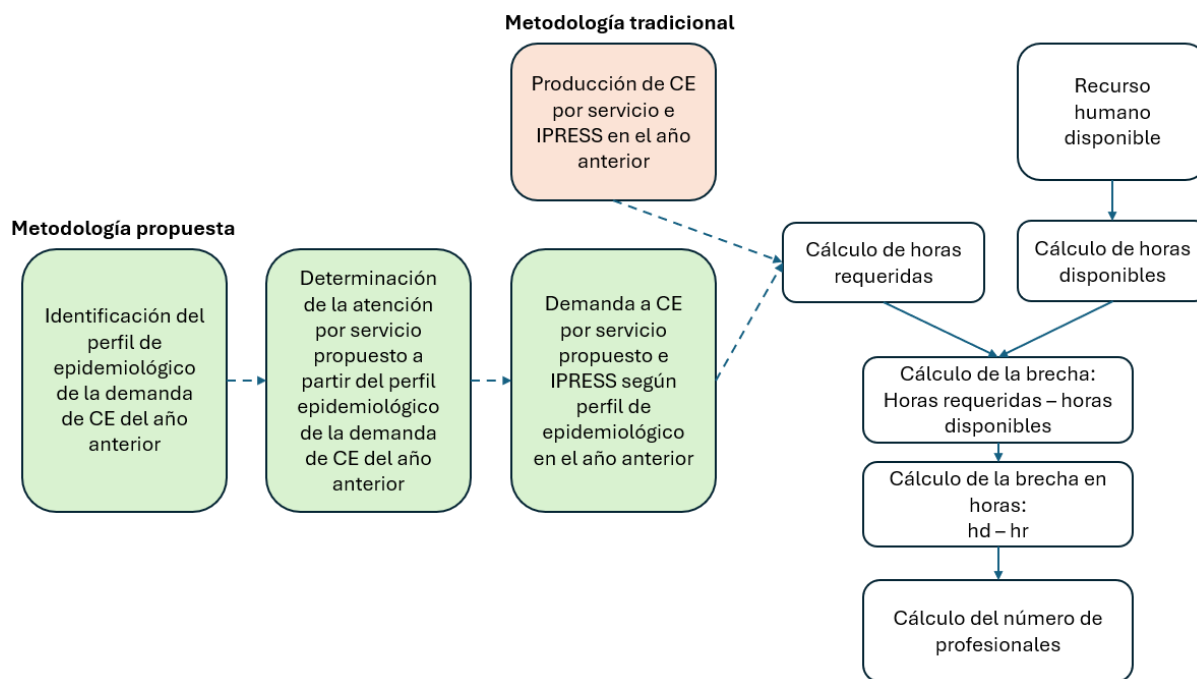 Metodología tradicional
Producción de CE
por servicio e
IPRESS en el año
anterior
Recurso
humano
disponible
Metodología propuesta
Identificación del
perfil de
epidemiológico
de la demanda
de CE del año
anterior
Determinación
de la atención
por servicio
propuesto a
partir del perfil
epidemiológico
de la demanda
de CE del año
anterior
Demanda a CE
por servicio
propuesto e
IPRESS según
perfil de
epidemiológico
en el año anterior
Cálculo de horas
requeridas
Cálculo de horas
disponibles
Cálculo de la brecha:
Horas requeridas – horas
disponibles
Cálculo de la brecha en
horas:
hd – hr
Cálculo del número de
profesionales